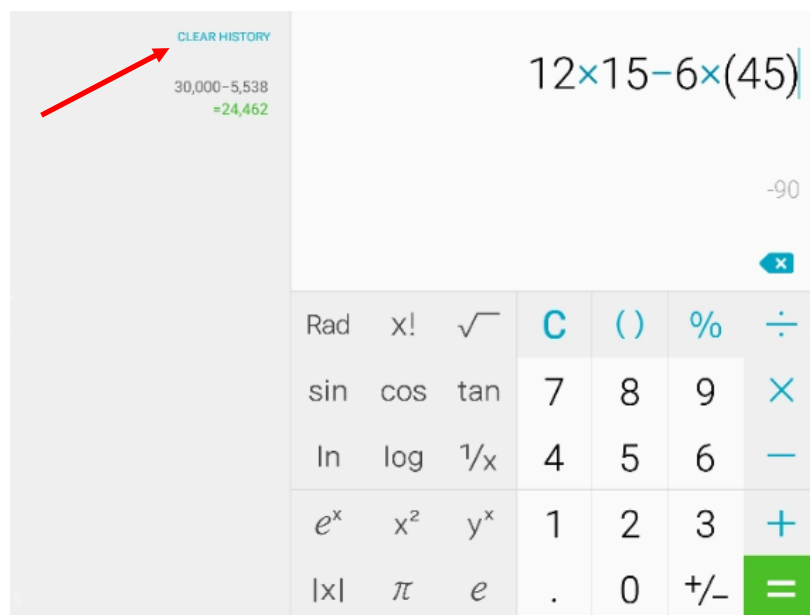 CLEAR HISTORY
30,000−5,538
=24,462
12×15−6×(45)
-90
Rad x! √ C ( ) % ÷
sin cos tan 7 8 9 ×
ln log 1/x 4 5 6 −
eˣ x² yˣ 1 2 3 +
|x| π e . 0 +/− =